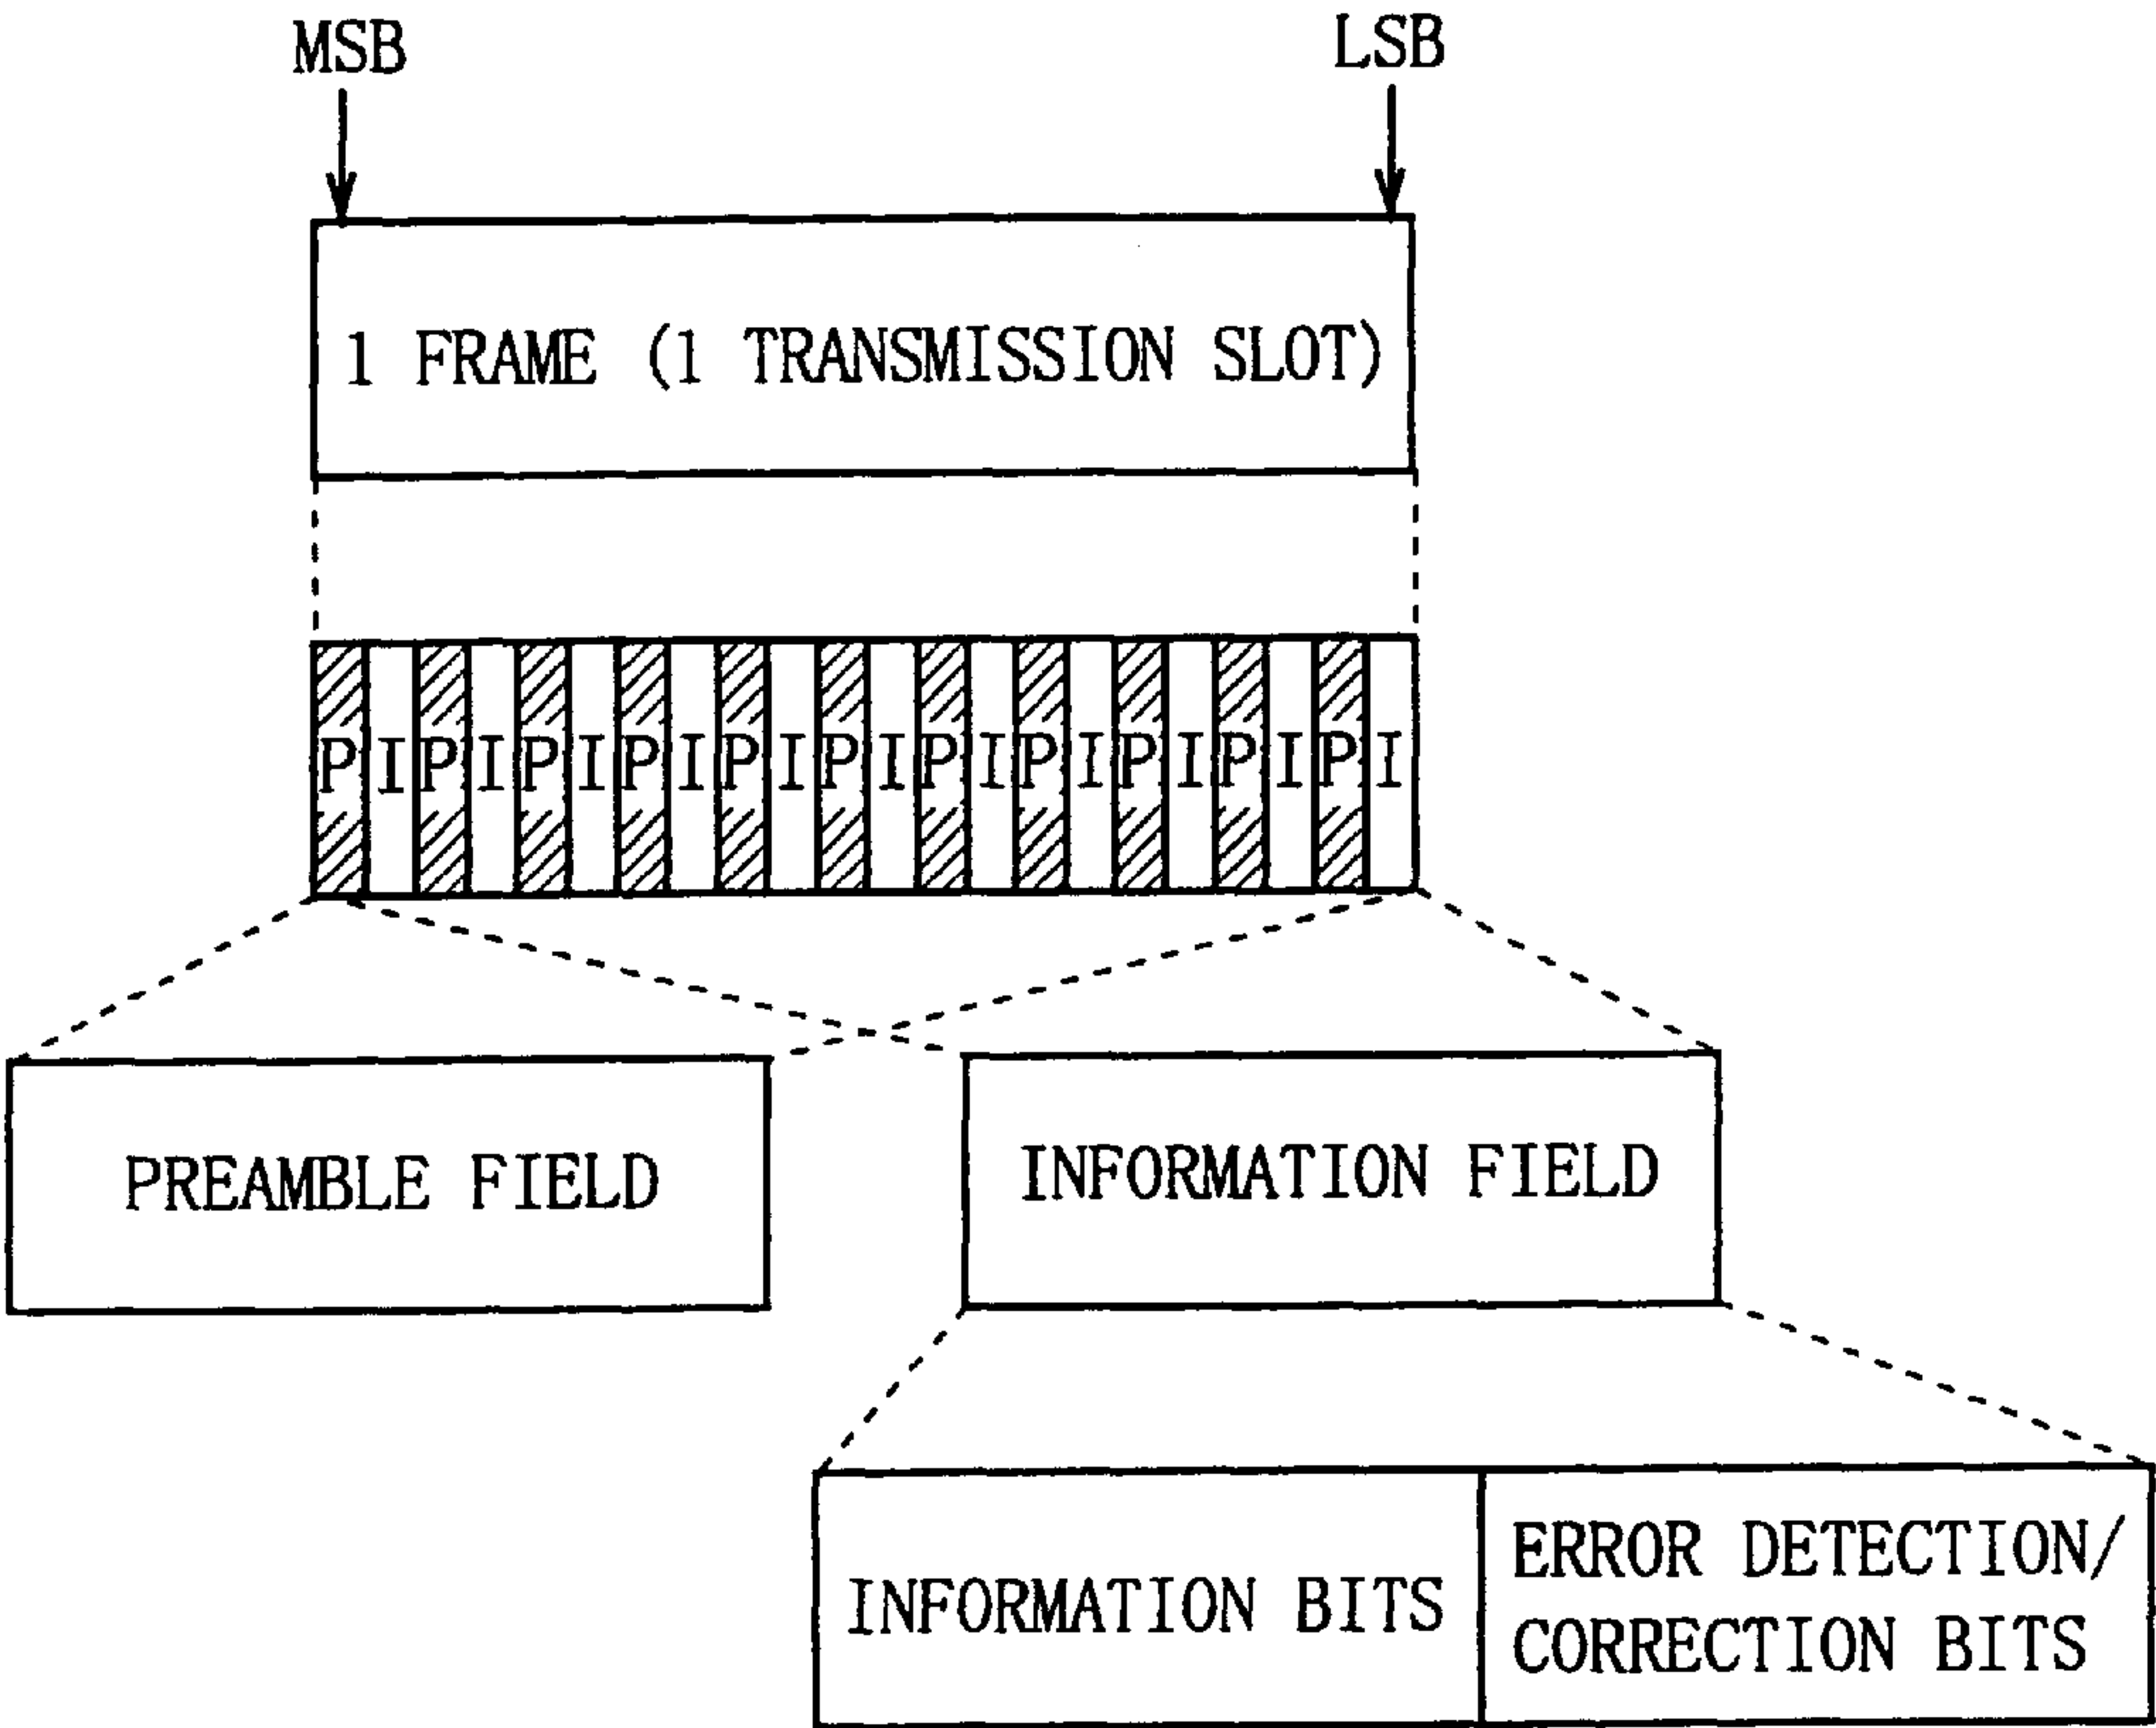 MSB LSB
1 FRAME (1 TRANSMISSION SLOT)
P I P I P I P I P I P I P I P I P I P I P I
PREAMBLE FIELD INFORMATION FIELD
INFORMATION BITS
ERROR DETECTION/
CORRECTION BITS